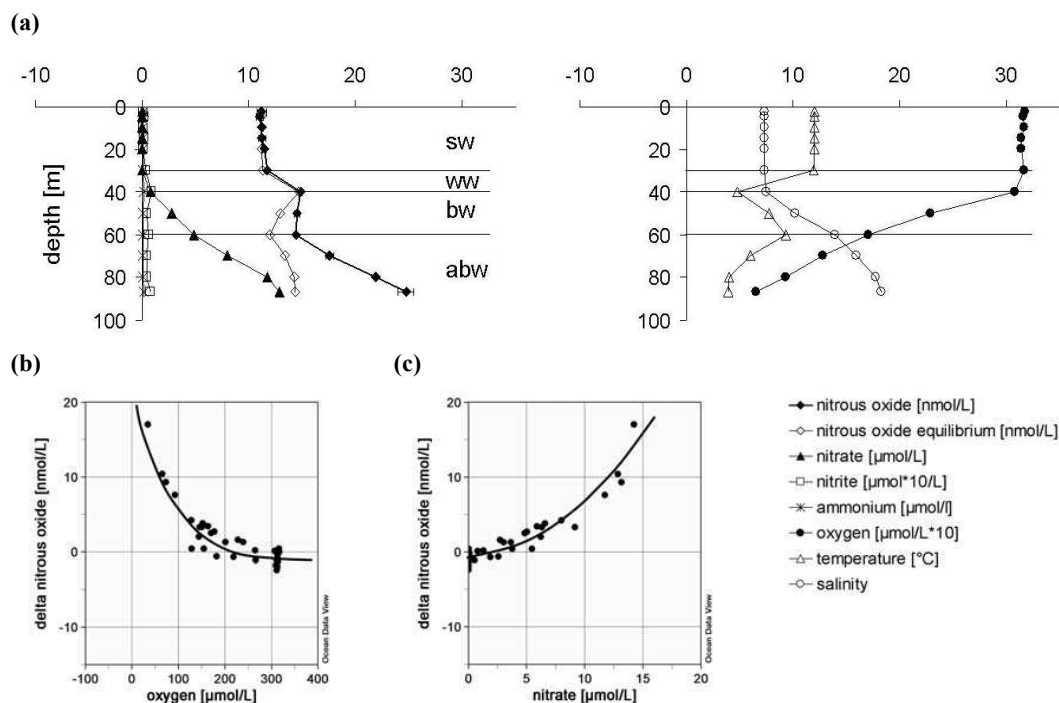 (a)
-10 0 10 20 30
-10 0 10 20 30
0
20
40
60
80
100
depth [m]
sw
ww
bw
abw
0
20
40
60
80
100
(b)
(c)
20
10
0
-10
delta nitrous oxide [nmol/L]
-100 0 100 200 300 400
oxygen [µmol/L]
Ocean Data View
20
10
0
-10
delta nitrous oxide [nmol/L]
0 5 10 15 20
nitrate [µmol/L]
Ocean Data View
nitrous oxide [nmol/L]
nitrous oxide equilibrium [nmol/L]
nitrate [µmol/L]
nitrite [µmol*10/L]
ammonium [µmol/l]
oxygen [µmol/L*10]
temperature [°C]
salinity